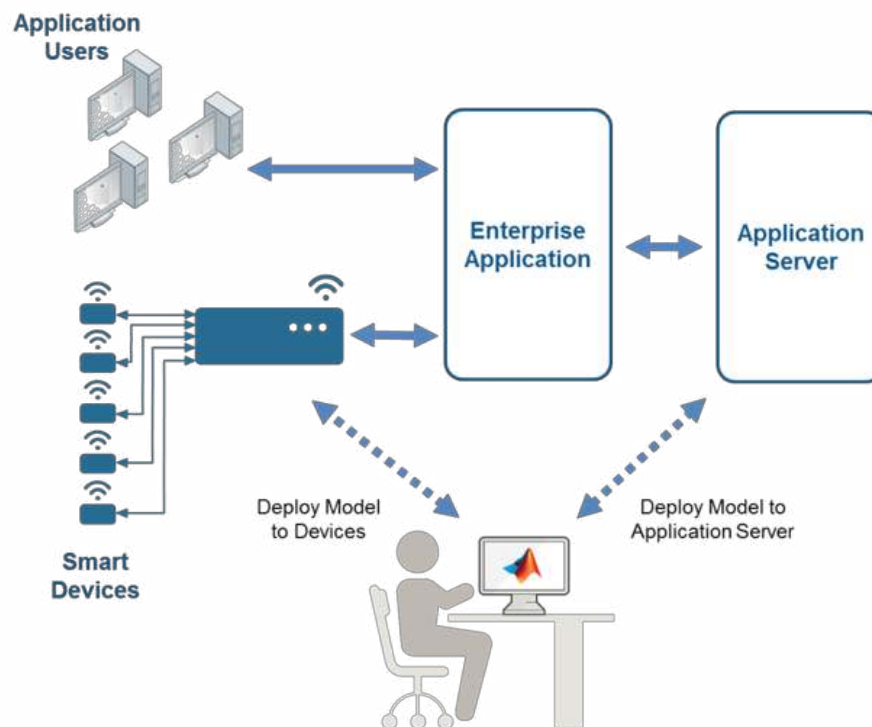 Application
Users
Enterprise
Application
Application
Server
Deploy Model
to Devices
Deploy Model to
Application Server
Smart
Devices